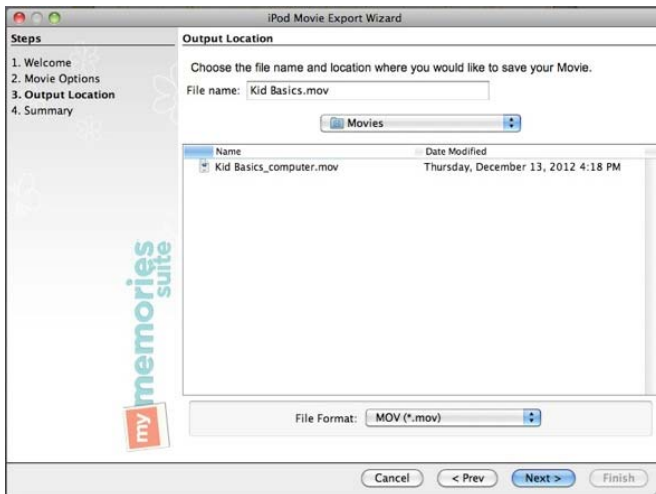 iPod Movie Export Wizard
Steps
1. Welcome
2. Movie Options
3. Output Location
4. Summary
my memories suite
Output Location
Choose the file name and location where you would like to save your Movie.
File name: Kid Basics.mov
Movies
Name Date Modified
Kid Basics_computer.mov Thursday, December 13, 2012 4:18 PM
File Format: MOV (*.mov)
Cancel < Prev Next > Finish